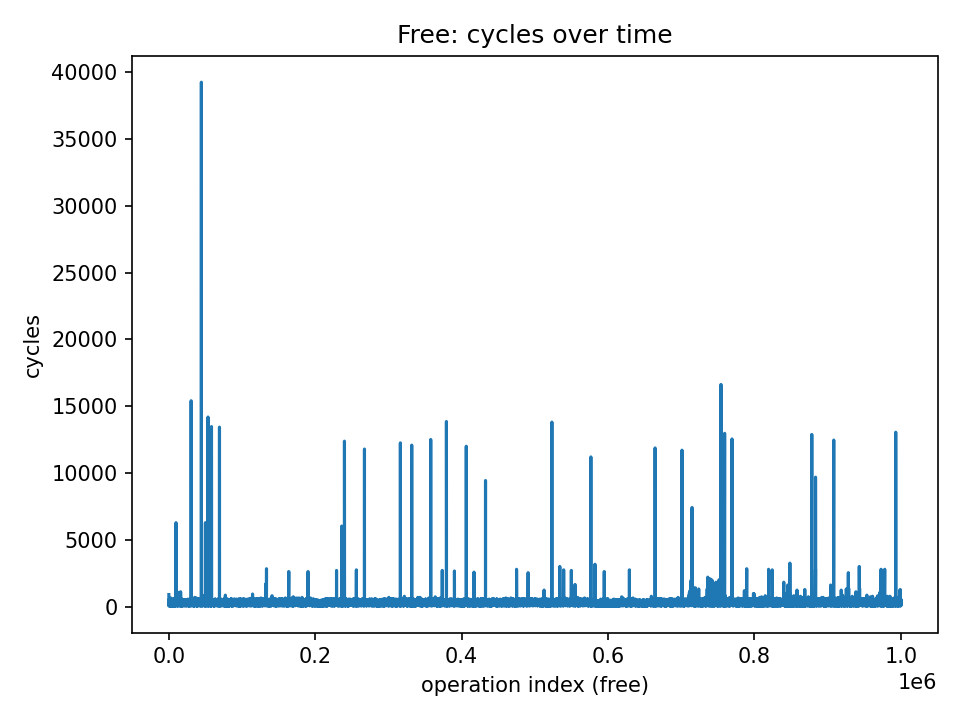 Free: cycles over time
40000
35000
30000
25000
20000
15000
10000
5000
0
cycles
0.0 0.2 0.4 0.6 0.8 1.0
1e6
operation index (free)